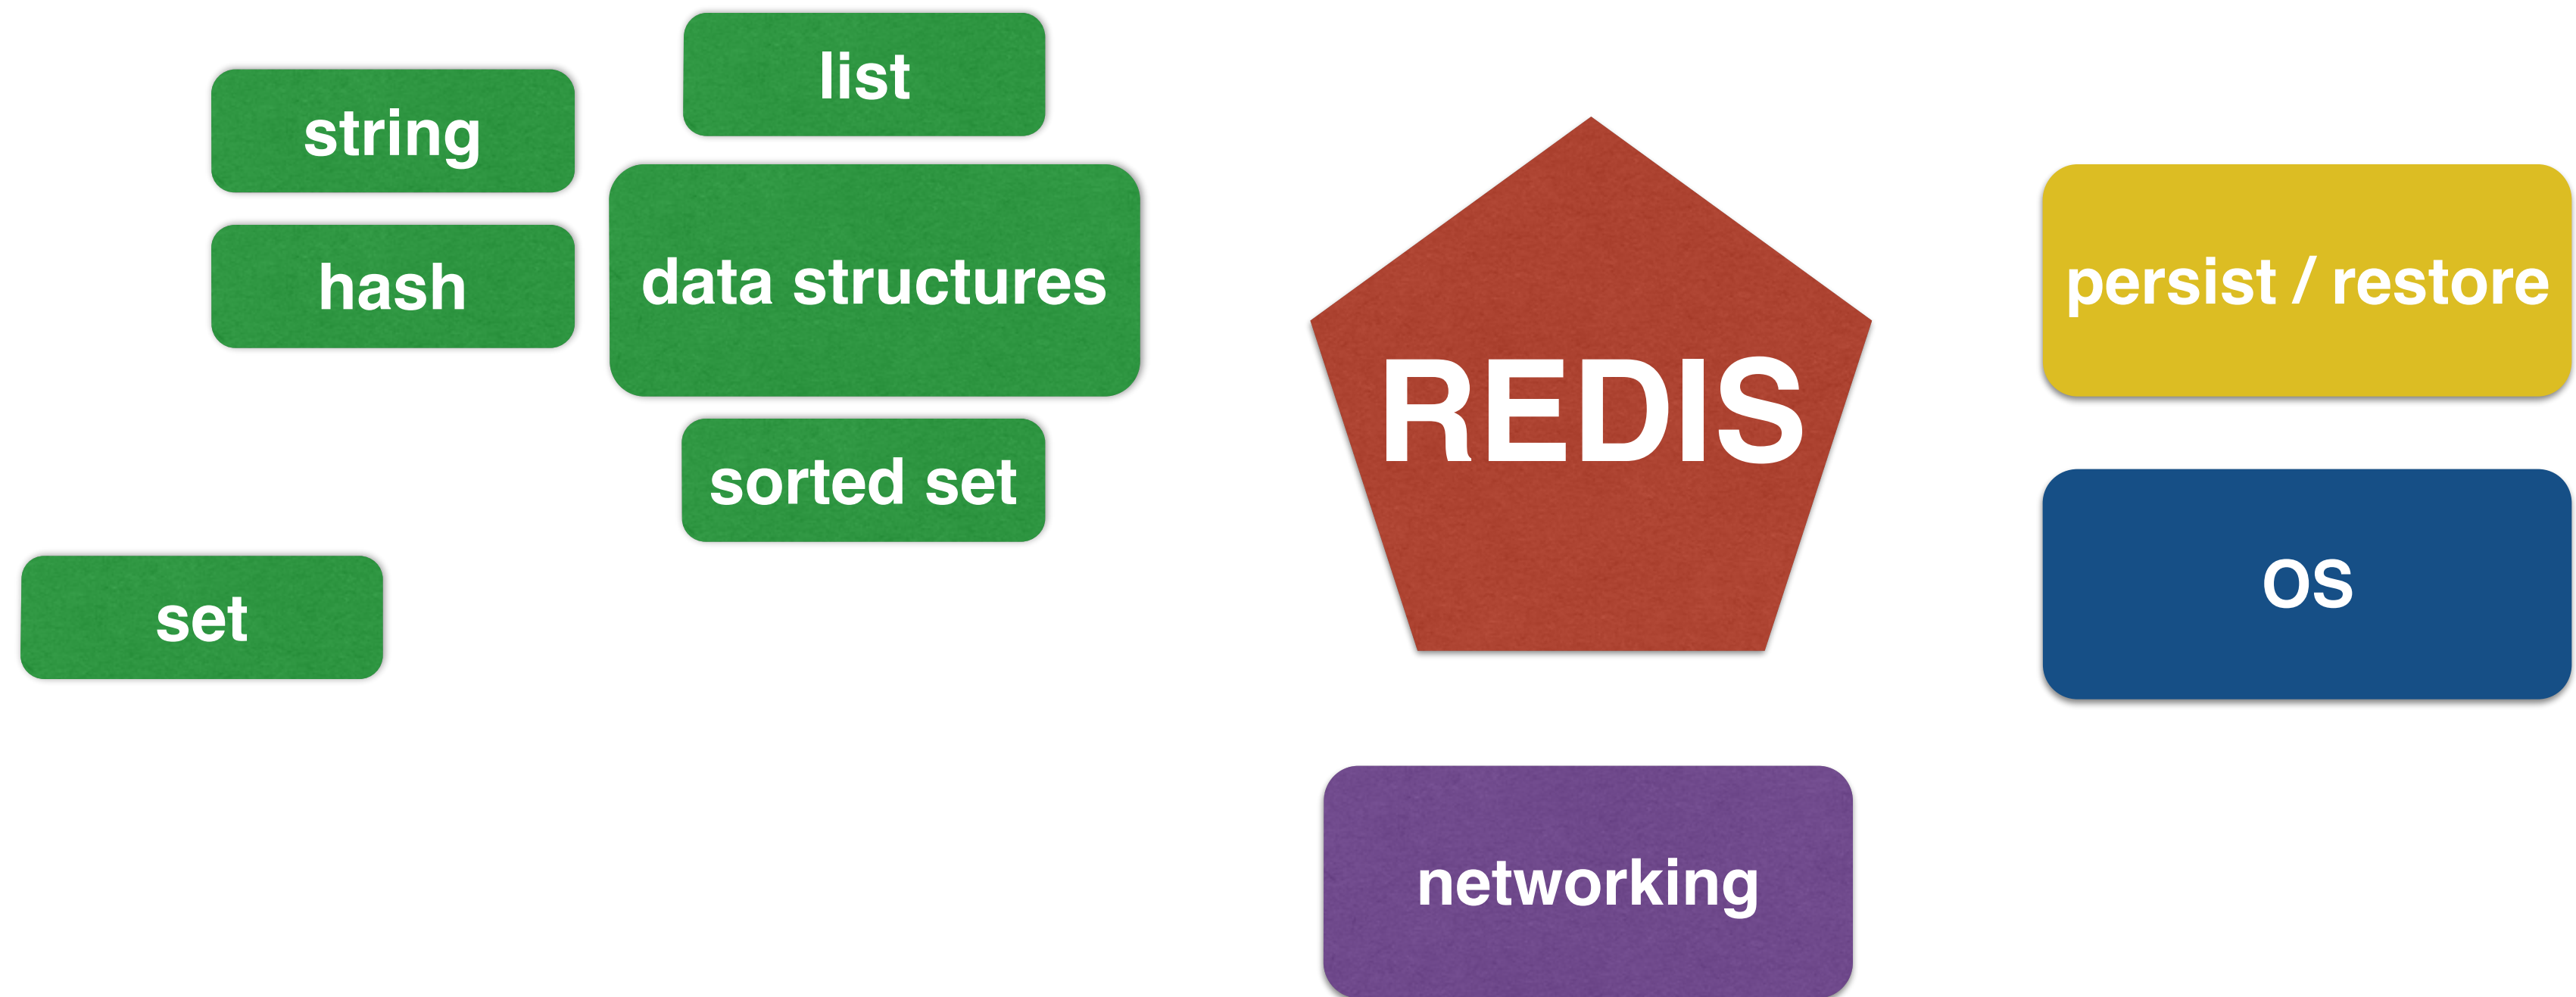 list
string
data structures
hash
sorted set
set
REDIS
persist / restore
OS
networking